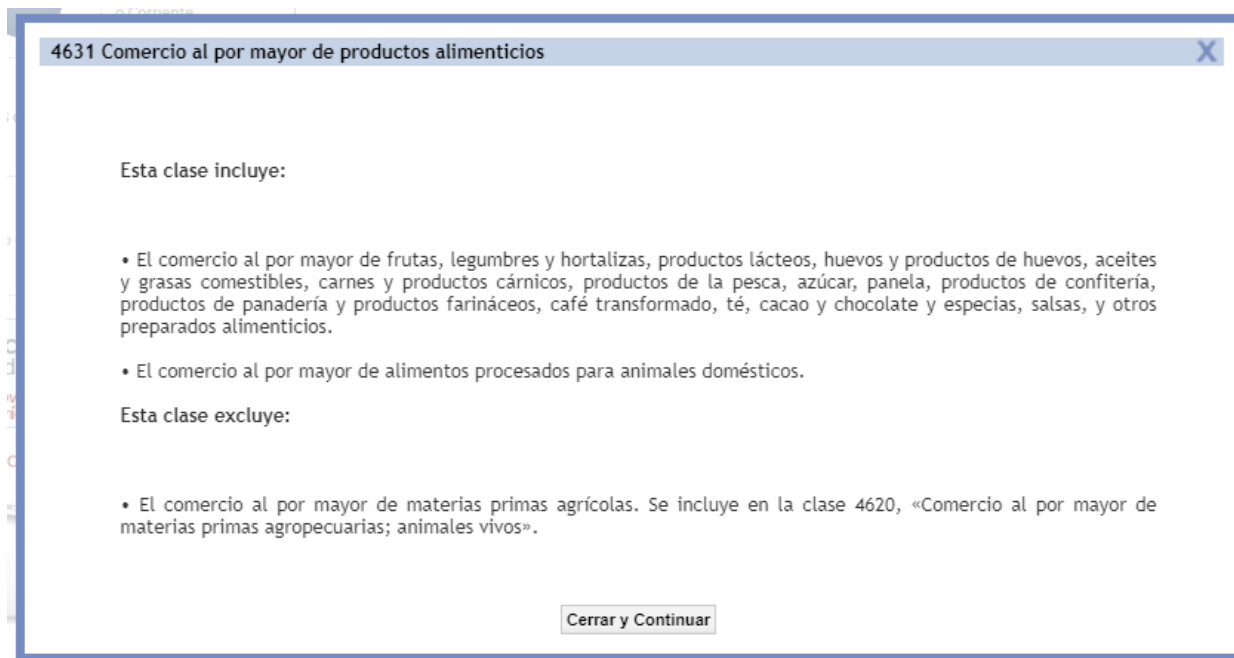 o Corriente
4631 Comercio al por mayor de productos alimenticios
X
Esta clase incluye:
• El comercio al por mayor de frutas, legumbres y hortalizas, productos lácteos, huevos y productos de huevos, aceites
y grasas comestibles, carnes y productos cárnicos, productos de la pesca, azúcar, panela, productos de confitería,
productos de panadería y productos farináceos, café transformado, té, cacao y chocolate y especias, salsas, y otros
preparados alimenticios.
• El comercio al por mayor de alimentos procesados para animales domésticos.
Esta clase excluye:
• El comercio al por mayor de materias primas agrícolas. Se incluye en la clase 4620, «Comercio al por mayor de
materias primas agropecuarias; animales vivos».
Cerrar y Continuar